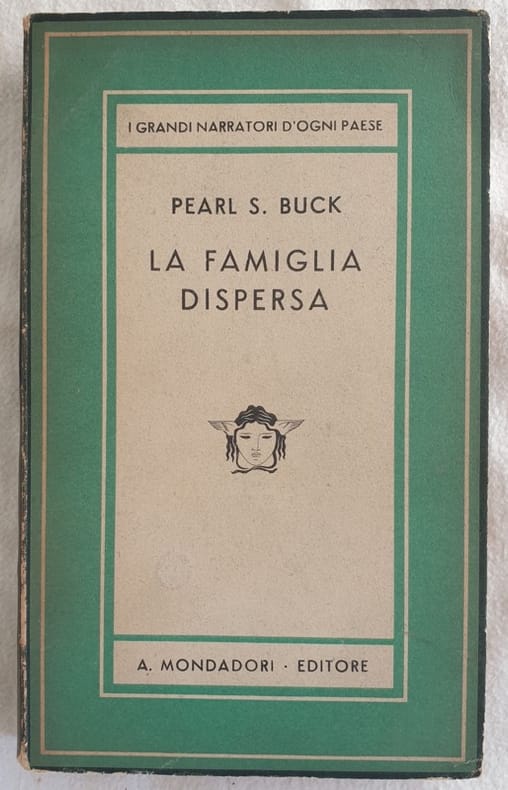 I GRANDI NARRATORI D'OGNI PAESE
PEARL S. BUCK
LA FAMIGLIA
DISPERSA
A. MONDADORI · EDITORE